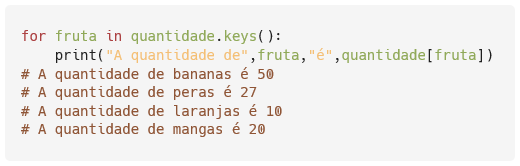 for fruta in quantidade.keys():
    print("A quantidade de",fruta,"é",quantidade[fruta])
# A quantidade de bananas é 50
# A quantidade de peras é 27
# A quantidade de laranjas é 10
# A quantidade de mangas é 20